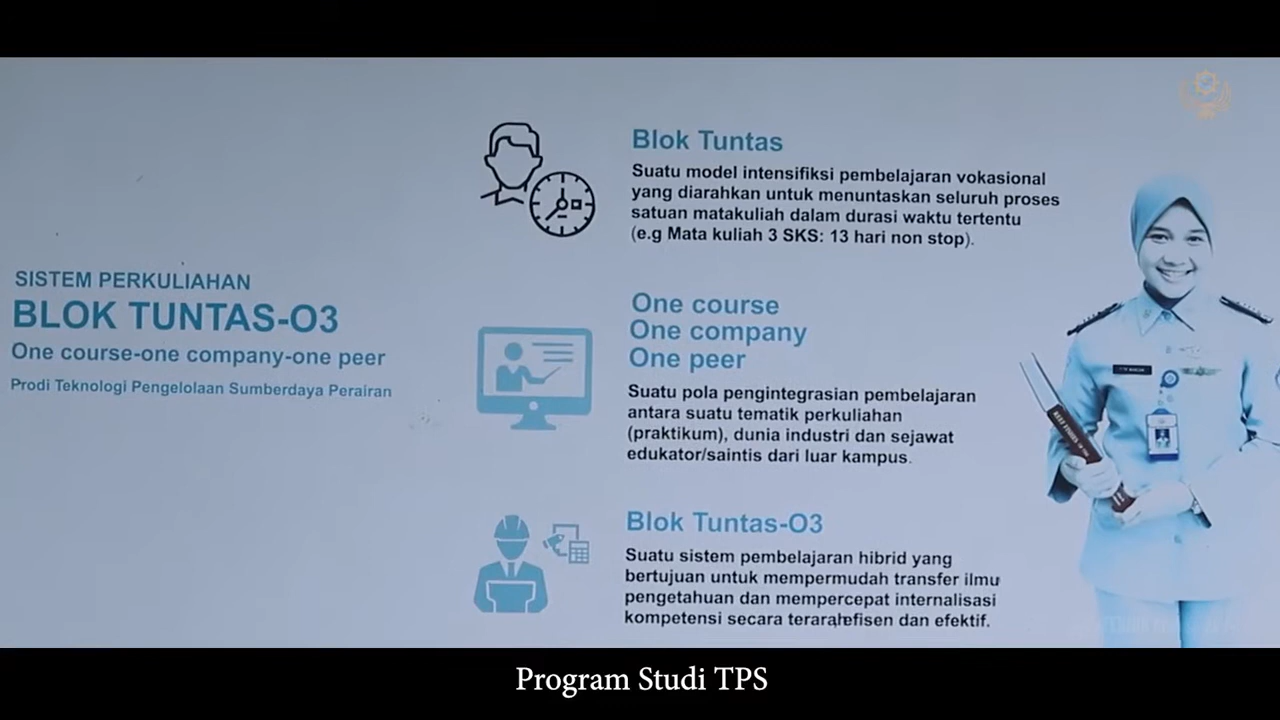 SISTEM PERKULIAHAN
BLOK TUNTAS-O3
One course-one company-one peer
Prodi Teknologi Pengelolaan Sumberdaya Perairan
Blok Tuntas
Suatu model intensifiksi pembelajaran vokasional
yang diarahkan untuk menuntaskan seluruh proses
satuan matakuliah dalam durasi waktu tertentu
(e.g Mata kuliah 3 SKS: 13 hari non stop).
One course
One company
One peer
Suatu pola pengintegrasian pembelajaran
antara suatu tematik perkuliahan
(praktikum), dunia industri dan sejawat
edukator/saintis dari luar kampus.
Blok Tuntas-O3
Suatu sistem pembelajaran hibrid yang
bertujuan untuk mempermudah transfer ilmu
pengetahuan dan mempercepat internalisasi
kompetensi secara terarah efisen dan efektif.
Program Studi TPS